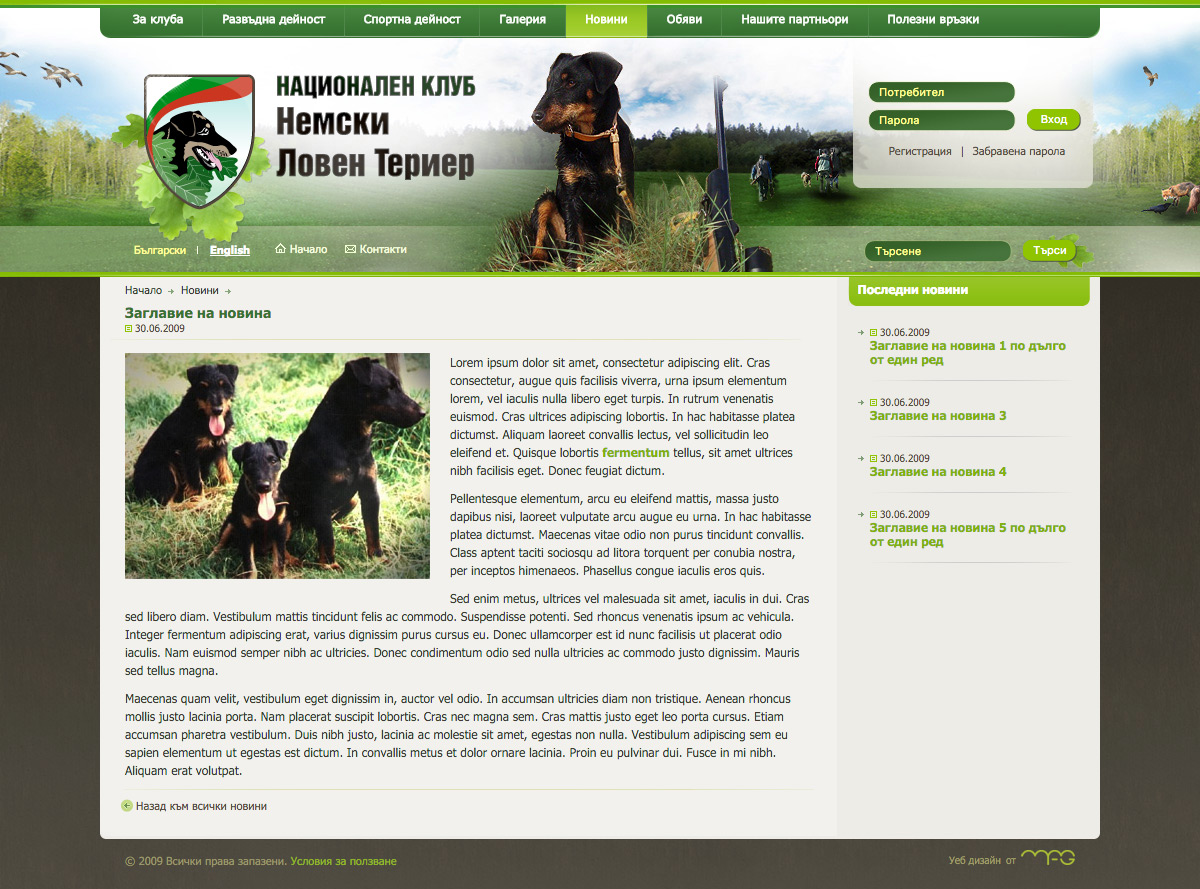 За клуба Развъдна дейност Спортна дейност Галерия Новини Обяви Нашите партньори Полезни връзки
НАЦИОНАЛЕН КЛУБ
Немски
Ловен Териер
Потребител
Парола
Вход
Регистрация | Забравена парола
Български | English Начало Контакти
Търсене Търси
Начало → Новини →
Заглавие на новина
30.06.2009
Lorem ipsum dolor sit amet, consectetur adipiscing elit. Cras
consectetur, augue quis facilisis viverra, urna ipsum elementum
lorem, vel iaculis nulla libero eget turpis. In rutrum venenatis
euismod. Cras ultrices adipiscing lobortis. In hac habitasse platea
dictumst. Aliquam laoreet convallis lectus, vel sollicitudin leo
eleifend et. Quisque lobortis fermentum tellus, sit amet ultrices
nibh facilisis eget. Donec feugiat dictum.
Pellentesque elementum, arcu eu eleifend mattis, massa justo
dapibus nisi, laoreet vulputate arcu augue eu urna. In hac habitasse
platea dictumst. Maecenas vitae odio non purus tincidunt convallis.
Class aptent taciti sociosqu ad litora torquent per conubia nostra,
per inceptos himenaeos. Phasellus congue iaculis eros quis.
Sed enim metus, ultrices vel malesuada sit amet, iaculis in dui. Cras
sed libero diam. Vestibulum mattis tincidunt felis ac commodo. Suspendisse potenti. Sed rhoncus venenatis ipsum ac vehicula.
Integer fermentum adipiscing erat, varius dignissim purus cursus eu. Donec ullamcorper est id nunc facilisis ut placerat odio
iaculis. Nam euismod semper nibh ac ultricies. Donec condimentum odio sed nulla ultricies ac commodo justo dignissim. Mauris
sed tellus magna.
Maecenas quam velit, vestibulum eget dignissim in, auctor vel odio. In accumsan ultricies diam non tristique. Aenean rhoncus
mollis justo lacinia porta. Nam placerat suscipit lobortis. Cras nec magna sem. Cras mattis justo eget leo porta cursus. Etiam
accumsan pharetra vestibulum. Duis nibh justo, lacinia ac molestie sit amet, egestas non nulla. Vestibulum adipiscing sem eu
sapien elementum ut egestas est dictum. In convallis metus et dolor ornare lacinia. Proin eu pulvinar dui. Fusce in mi nibh.
Aliquam erat volutpat.
Назад към всички новини
Последни новини
30.06.2009
Заглавие на новина 1 по дълго
от един ред
30.06.2009
Заглавие на новина 3
30.06.2009
Заглавие на новина 4
30.06.2009
Заглавие на новина 5 по дълго
от един ред
© 2009 Всички права запазени. Условия за ползване
Уеб дизайн от MFG